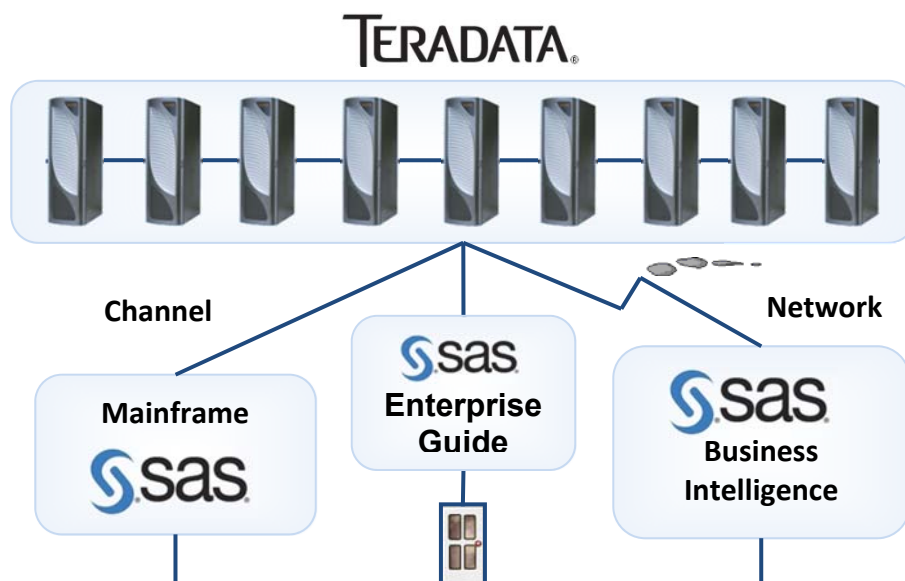 TERADATA®
Channel
Network
sas
Enterprise
Guide
Mainframe
sas
sas
Business
Intelligence